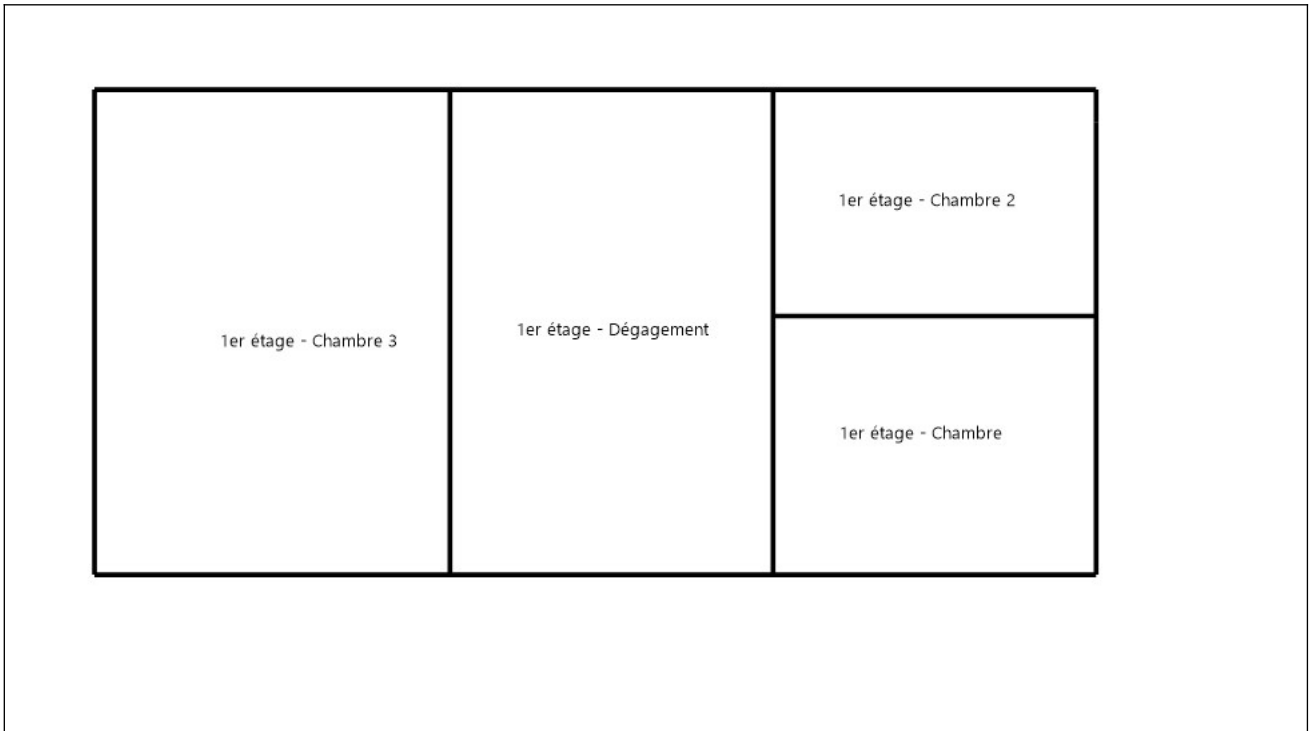 1er étage - Chambre 2
1er étage - Chambre 3
1er étage - Dégagement
1er étage - Chambre